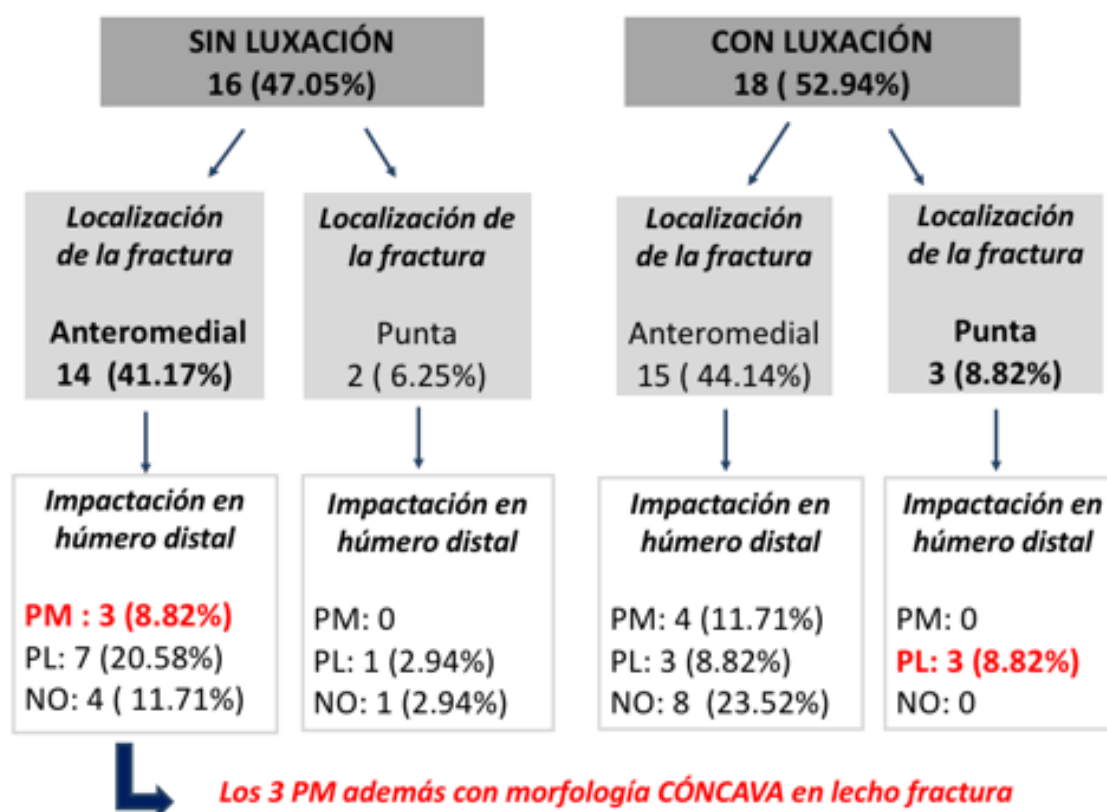 SIN LUXACIÓN
16 (47.05%)
CON LUXACIÓN
18 ( 52.94%)
Localización
de la fractura
Anteromedial
14 (41.17%)
Localización de
la fractura
Punta
2 ( 6.25%)
Localización
de la fractura
Anteromedial
15 ( 44.14%)
Localización
de la fractura
Punta
3 (8.82%)
Impactación en
húmero distal
PM : 3 (8.82%)
PL: 7 (20.58%)
NO: 4 ( 11.71%)
Impactación en
húmero distal
PM: 0
PL: 1 (2.94%)
NO: 1 (2.94%)
Impactación en
húmero distal
PM: 4 (11.71%)
PL: 3 (8.82%)
NO: 8 (23.52%)
Impactación en
húmero distal
PM: 0
PL: 3 (8.82%)
NO: 0
Los 3 PM además con morfología CÓNCAVA en lecho fractura